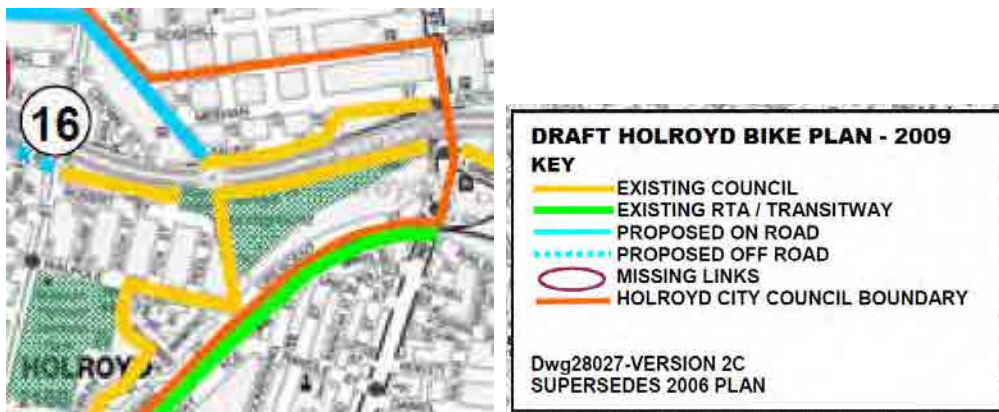 16
HOLROYD
DRAFT HOLROYD BIKE PLAN - 2009
KEY
EXISTING COUNCIL
EXISTING RTA / TRANSITWAY
PROPOSED ON ROAD
PROPOSED OFF ROAD
MISSING LINKS
HOLROYD CITY COUNCIL BOUNDARY
Dwg28027-VERSION 2C
SUPERSEDES 2006 PLAN